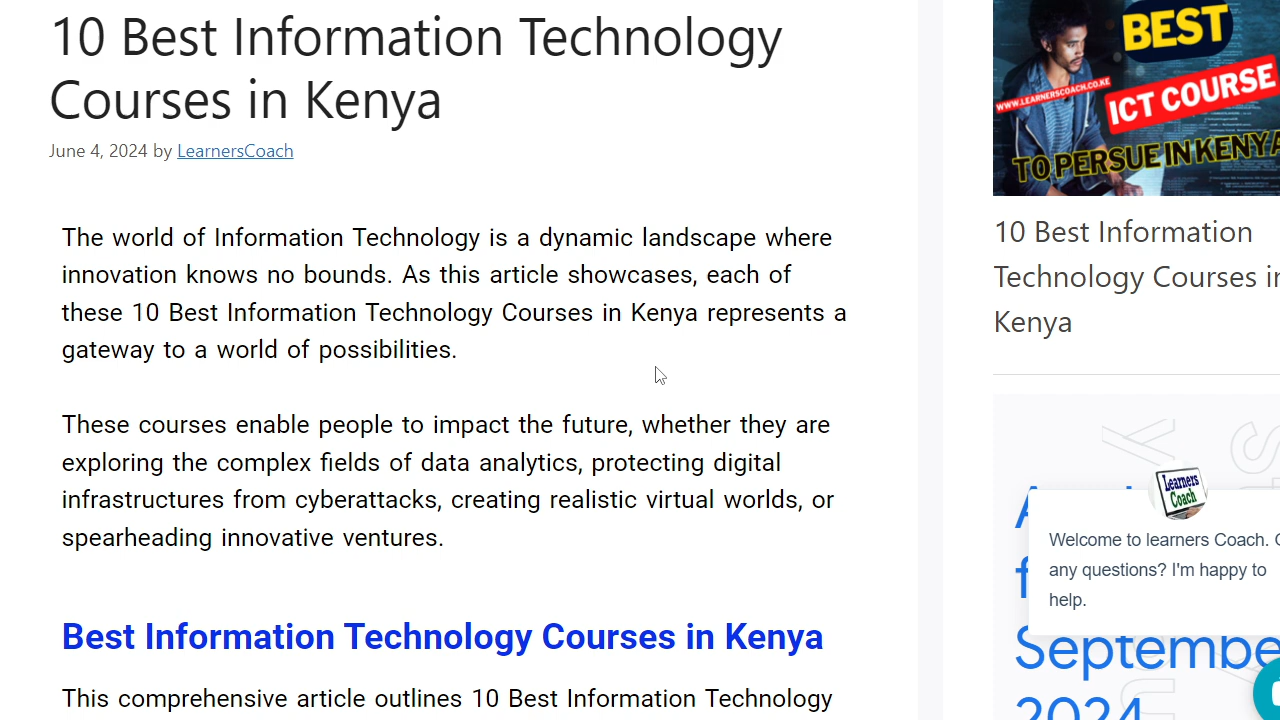 10 Best Information Technology
Courses in Kenya
June 4, 2024 by LearnersCoach
The world of Information Technology is a dynamic landscape where
innovation knows no bounds. As this article showcases, each of
these 10 Best Information Technology Courses in Kenya represents a
gateway to a world of possibilities.
These courses enable people to impact the future, whether they are
exploring the complex fields of data analytics, protecting digital
infrastructures from cyberattacks, creating realistic virtual worlds, or
spearheading innovative ventures.
Best Information Technology Courses in Kenya
This comprehensive article outlines 10 Best Information Technology
BEST
WWW.LEARNERSCOACH.CO.KE
ICT COURSE
TO PERSUE IN KENYA
10 Best Information
Technology Courses in
Kenya
Learners
Coach
Welcome to learners Coach.
any questions? I'm happy to
help.
September
2024